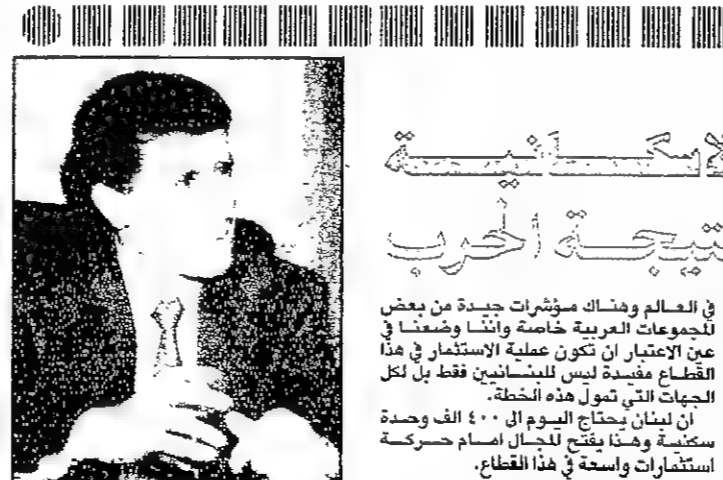 لاسكانية
تيجة الحرب
في العالم وهناك مؤشرات جيدة من بعض
المجموعات العربية خاصة واننا وضعنا في
عين الاعتبار ان تكون عملية الاستثمار في هذا
القطاع مفيدة ليس للبنانيين فقط بل لكل
الجهات التي تمول هذه الخطة.
ان لبنان يحتاج اليوم الى ٤٠٠ الف وحدة
سكنية وهذا يفتح المجال امام حركة
استثمارات واسعة في هذا القطاع.